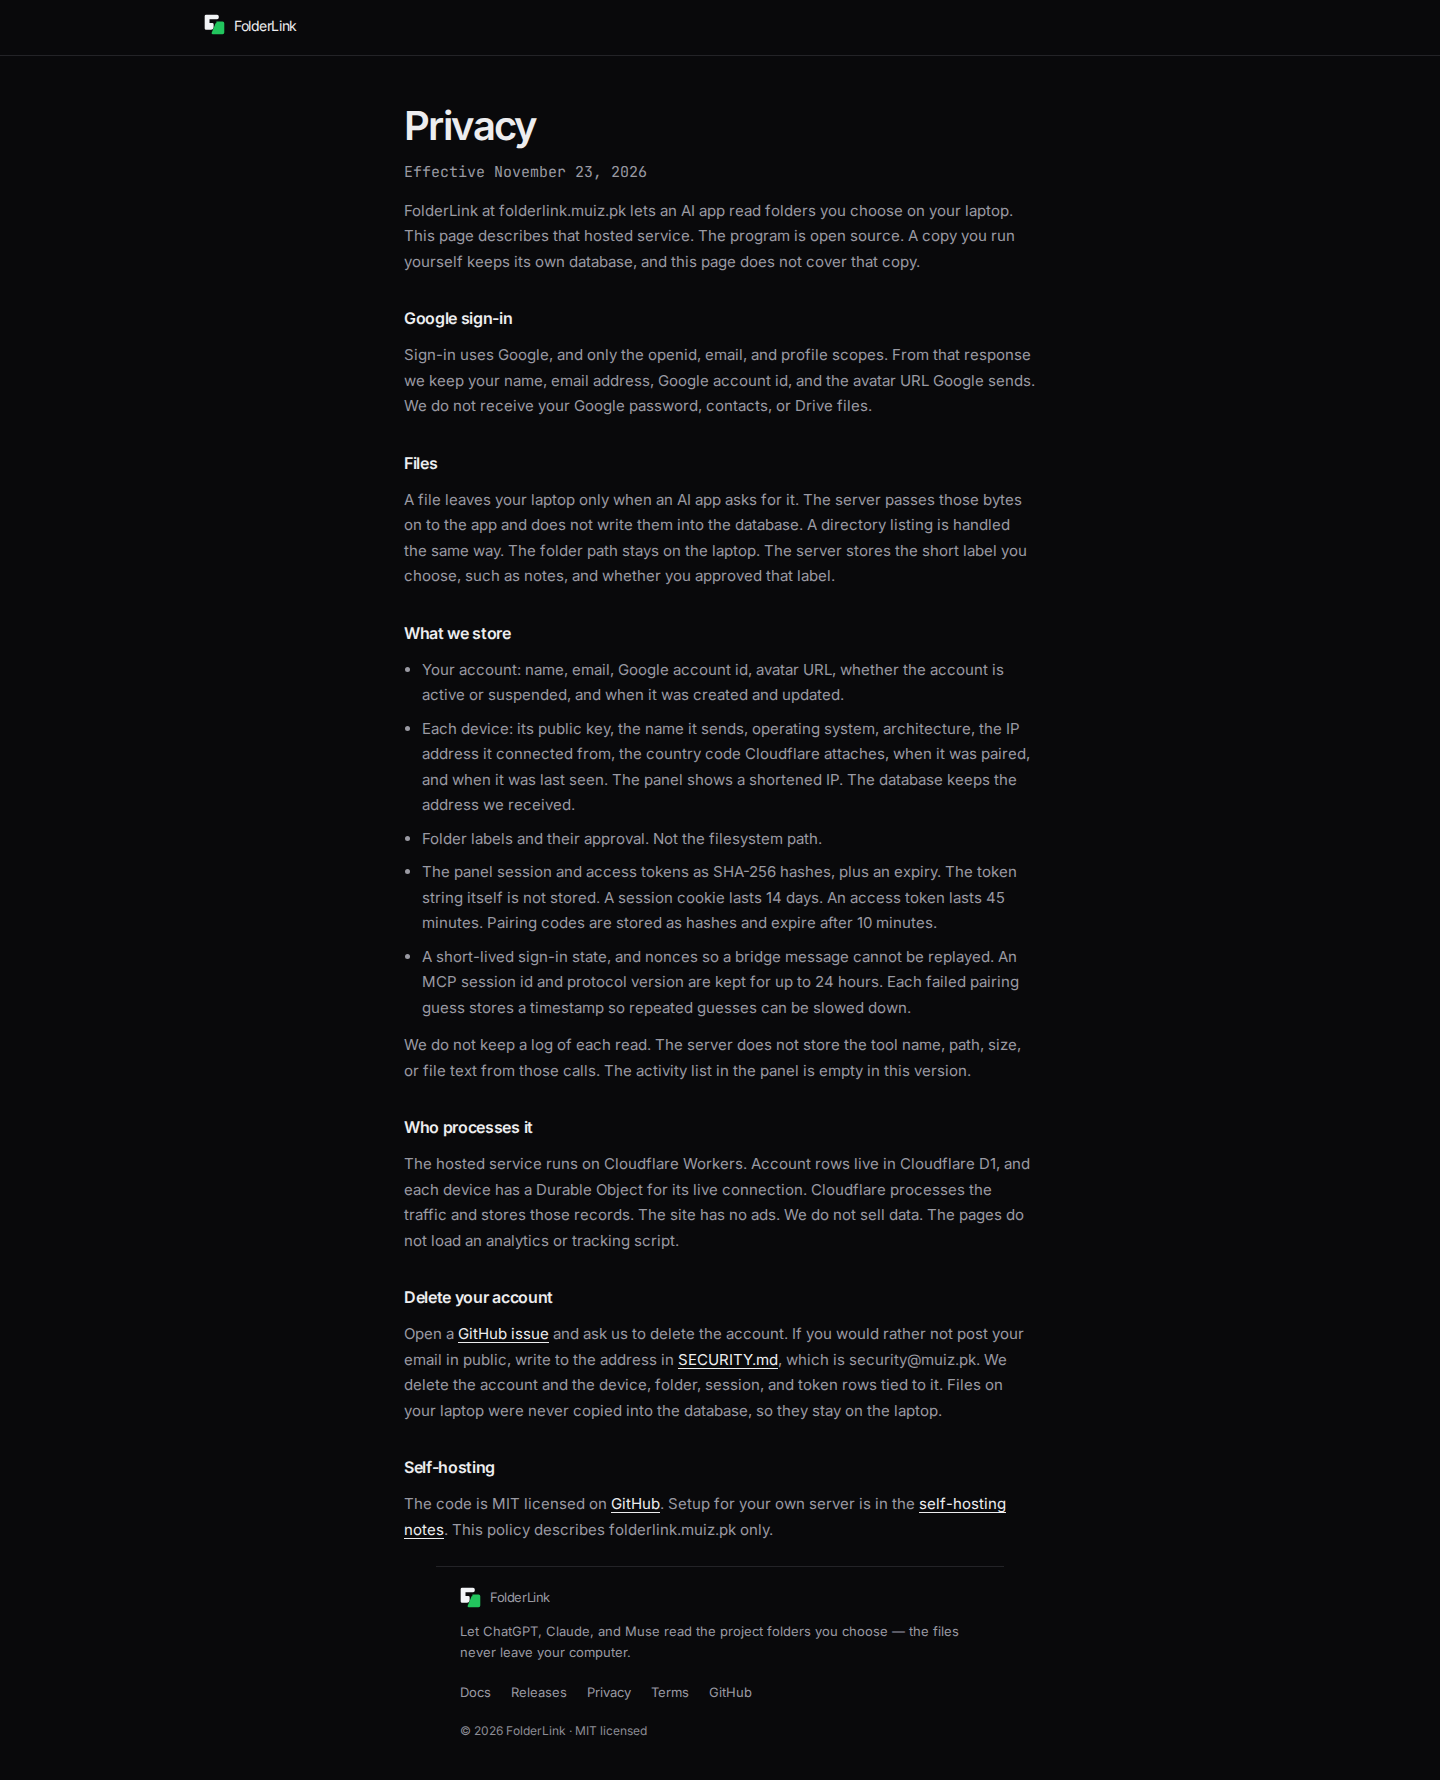 FolderLink
Privacy
Effective November 23, 2026
FolderLink at folderlink.muiz.pk lets an AI app read folders you choose on your laptop.
This page describes that hosted service. The program is open source. A copy you run
yourself keeps its own database, and this page does not cover that copy.
Google sign-in
Sign-in uses Google, and only the openid, email, and profile scopes. From that response
we keep your name, email address, Google account id, and the avatar URL Google sends.
We do not receive your Google password, contacts, or Drive files.
Files
A file leaves your laptop only when an AI app asks for it. The server passes those bytes
on to the app and does not write them into the database. A directory listing is handled
the same way. The folder path stays on the laptop. The server stores the short label you
choose, such as notes, and whether you approved that label.
What we store
• Your account: name, email, Google account id, avatar URL, whether the account is
active or suspended, and when it was created and updated.
• Each device: its public key, the name it sends, operating system, architecture, the IP
address it connected from, the country code Cloudflare attaches, when it was paired,
and when it was last seen. The panel shows a shortened IP. The database keeps the
address we received.
• Folder labels and their approval. Not the filesystem path.
• The panel session and access tokens as SHA-256 hashes, plus an expiry. The token
string itself is not stored. A session cookie lasts 14 days. An access token lasts 45
minutes. Pairing codes are stored as hashes and expire after 10 minutes.
• A short-lived sign-in state, and nonces so a bridge message cannot be replayed. An
MCP session id and protocol version are kept for up to 24 hours. Each failed pairing
guess stores a timestamp so repeated guesses can be slowed down.
We do not keep a log of each read. The server does not store the tool name, path, size,
or file text from those calls. The activity list in the panel is empty in this version.
Who processes it
The hosted service runs on Cloudflare Workers. Account rows live in Cloudflare D1, and
each device has a Durable Object for its live connection. Cloudflare processes the
traffic and stores those records. The site has no ads. We do not sell data. The pages do
not load an analytics or tracking script.
Delete your account
Open a GitHub issue and ask us to delete the account. If you would rather not post your
email in public, write to the address in SECURITY.md, which is security@muiz.pk. We
delete the account and the device, folder, session, and token rows tied to it. Files on
your laptop were never copied into the database, so they stay on the laptop.
Self-hosting
The code is MIT licensed on GitHub. Setup for your own server is in the self-hosting
notes. This policy describes folderlink.muiz.pk only.
FolderLink
Let ChatGPT, Claude, and Muse read the project folders you choose — the files
never leave your computer.
Docs Releases Privacy Terms GitHub
© 2026 FolderLink · MIT licensed